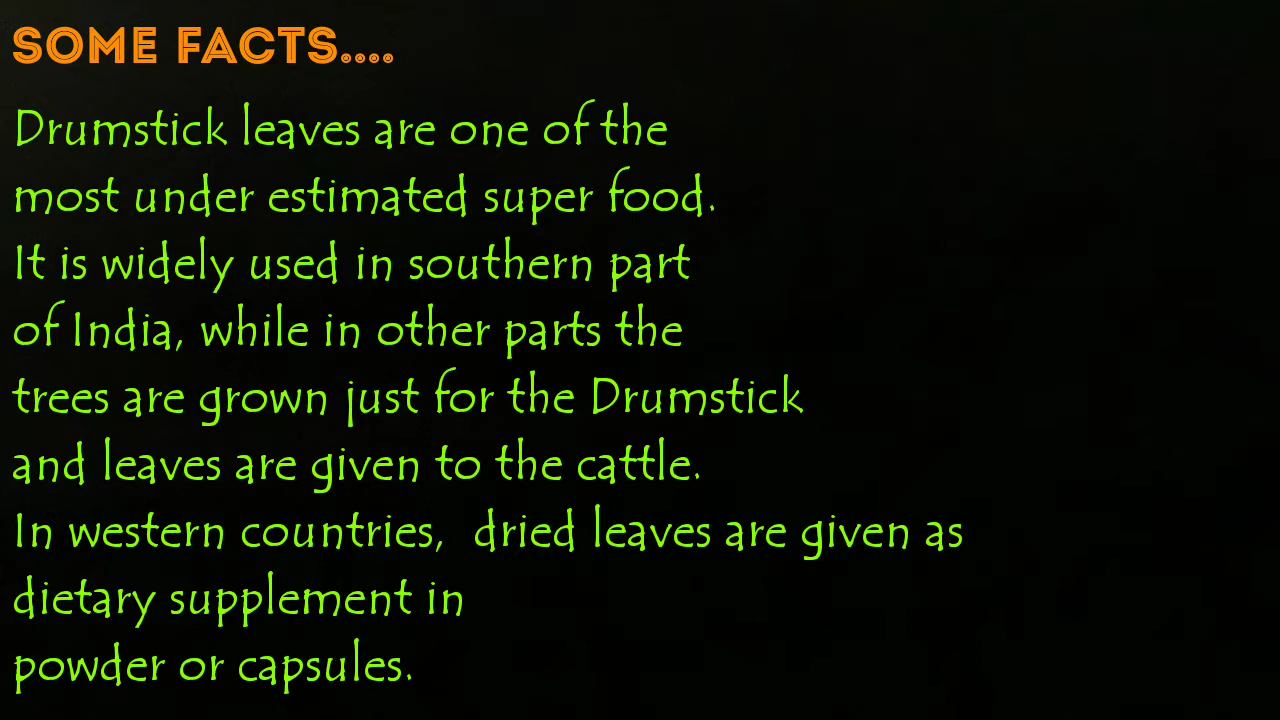 SOME FACTS....
Drumstick leaves are one of the
most under estimated super food.
It is widely used in southern part
of India, while in other parts the
trees are grown just for the Drumstick
and leaves are given to the cattle.
In western countries,  dried leaves are given as
dietary supplement in
powder or capsules.